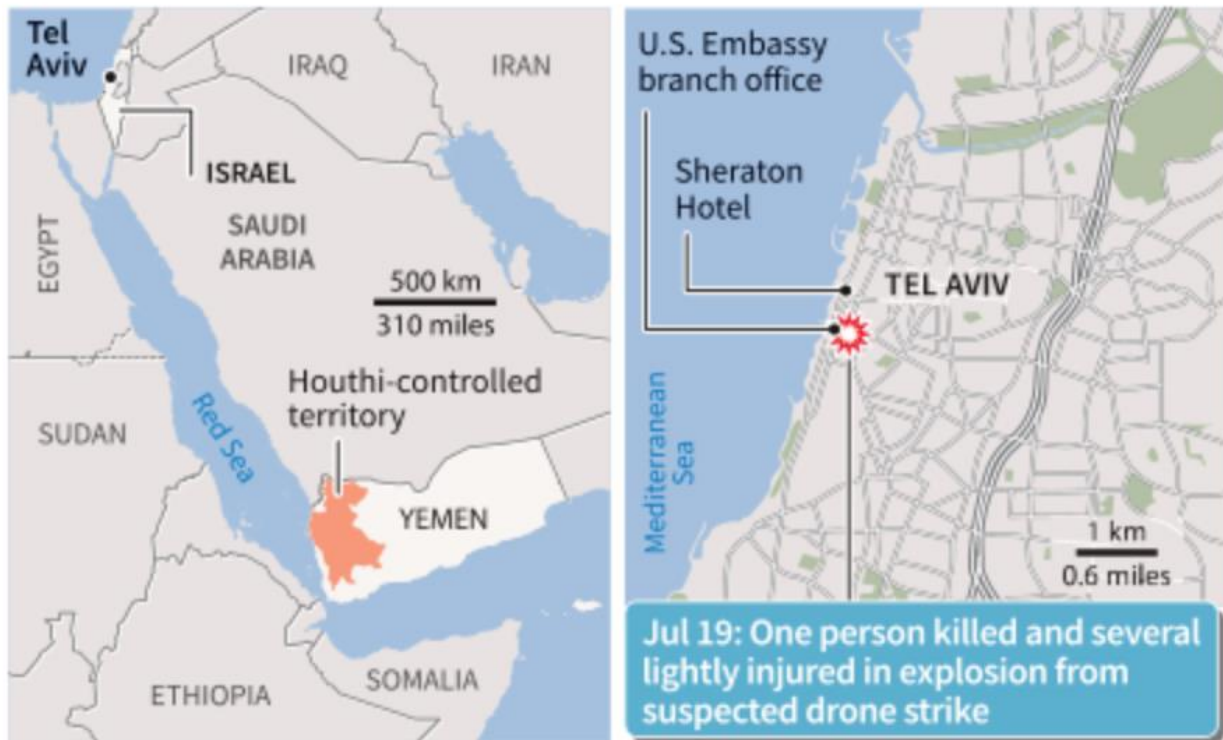 Tel
Aviv
IRAQ
IRAN
ISRAEL
EGYPT
SAUDI
ARABIA
500 km
310 miles
Houthi-controlled
territory
SUDAN
Red Sea
YEMEN
ETHIOPIA
SOMALIA
U.S. Embassy
branch office
Sheraton
Hotel
TEL AVIV
Mediterranean
Sea
1 km
0.6 miles
Jul 19: One person killed and several
lightly injured in explosion from
suspected drone strike